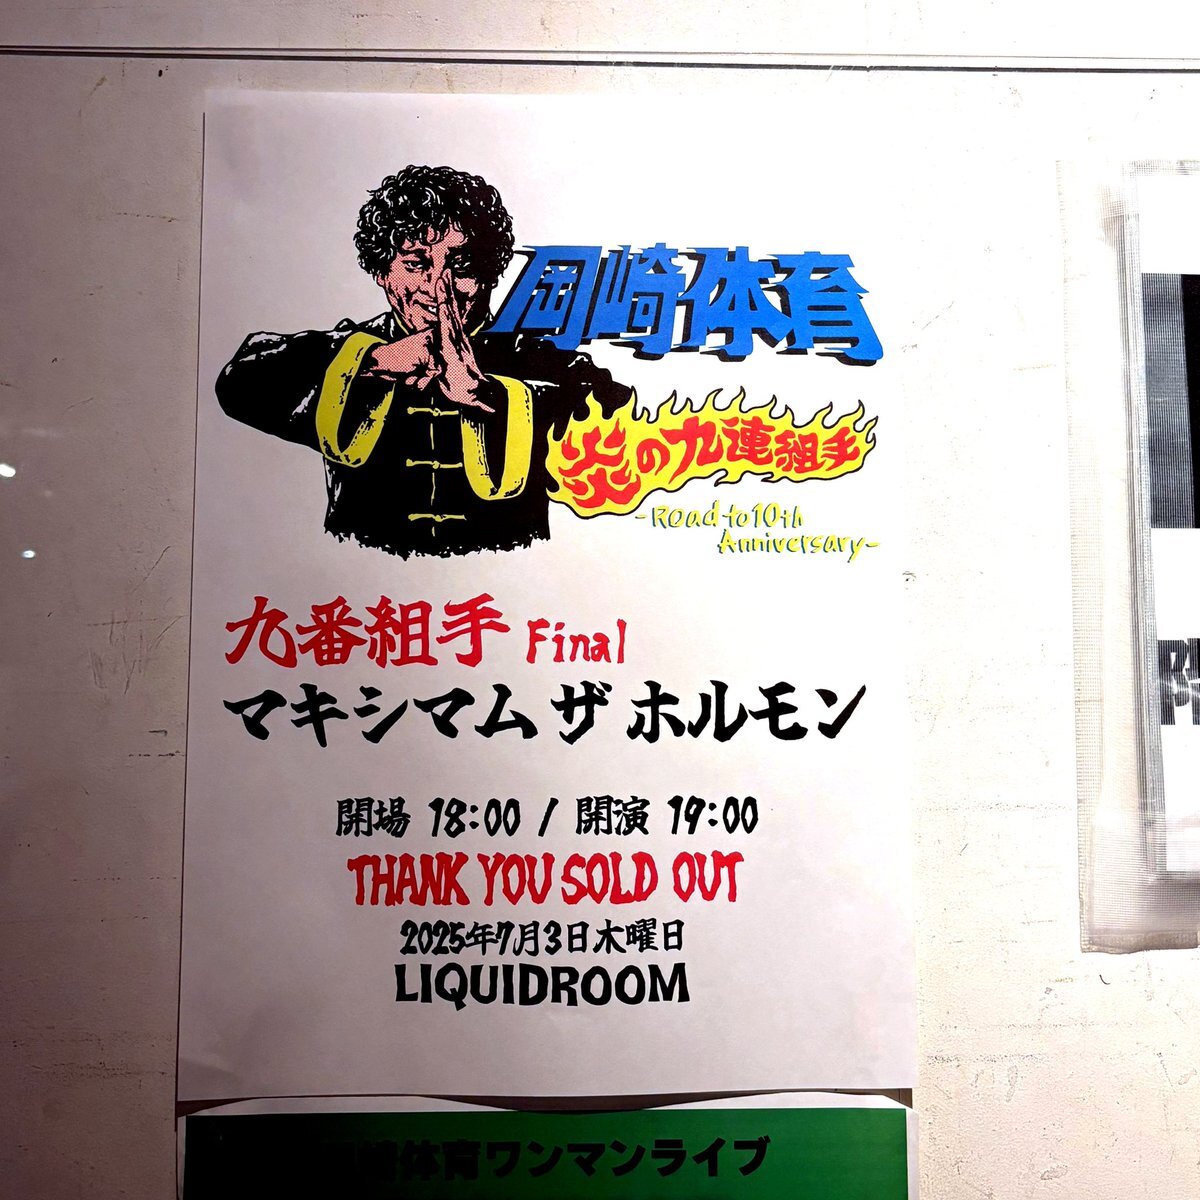 岡崎体育
炎の九連組手
-Road to 10th
Anniversary-
九番組手 Final
マキシマム ザ ホルモン
開場 18:00 / 開演 19:00
THANK YOU SOLD OUT
2025年7月3日木曜日
LIQUIDROOM
崎体育ワンマンライブ